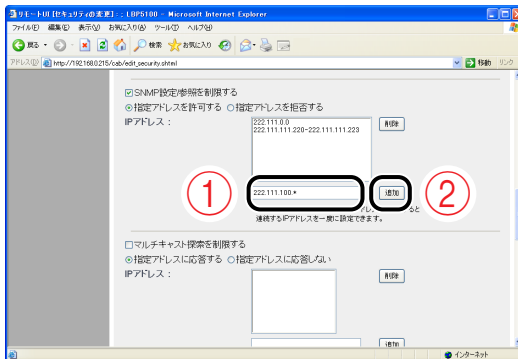 リモートUI [セキュリティの変更] : ; LBP5100 - Microsoft Internet Explorer
ファイル(F) 編集(E) 表示(V) お気に入り(A) ツール(T) ヘルプ(H)
戻る 検索 お気に入り
アドレス(D) http://192.168.0.215/cab/edit_security.shtml 移動 リンク
SNMP設定/参照を制限する
指定アドレスを許可する 指定アドレスを拒否する
IPアドレス :
222.111.0.0
222.111.111.220-222.111.111.223
削除
① 222.111.100.* 追加 ②
連続するIPアドレスを一度に設定できます。
マルチキャスト探索を制限する
指定アドレスに応答する 指定アドレスに応答しない
IPアドレス :
削除
追加
インターネット